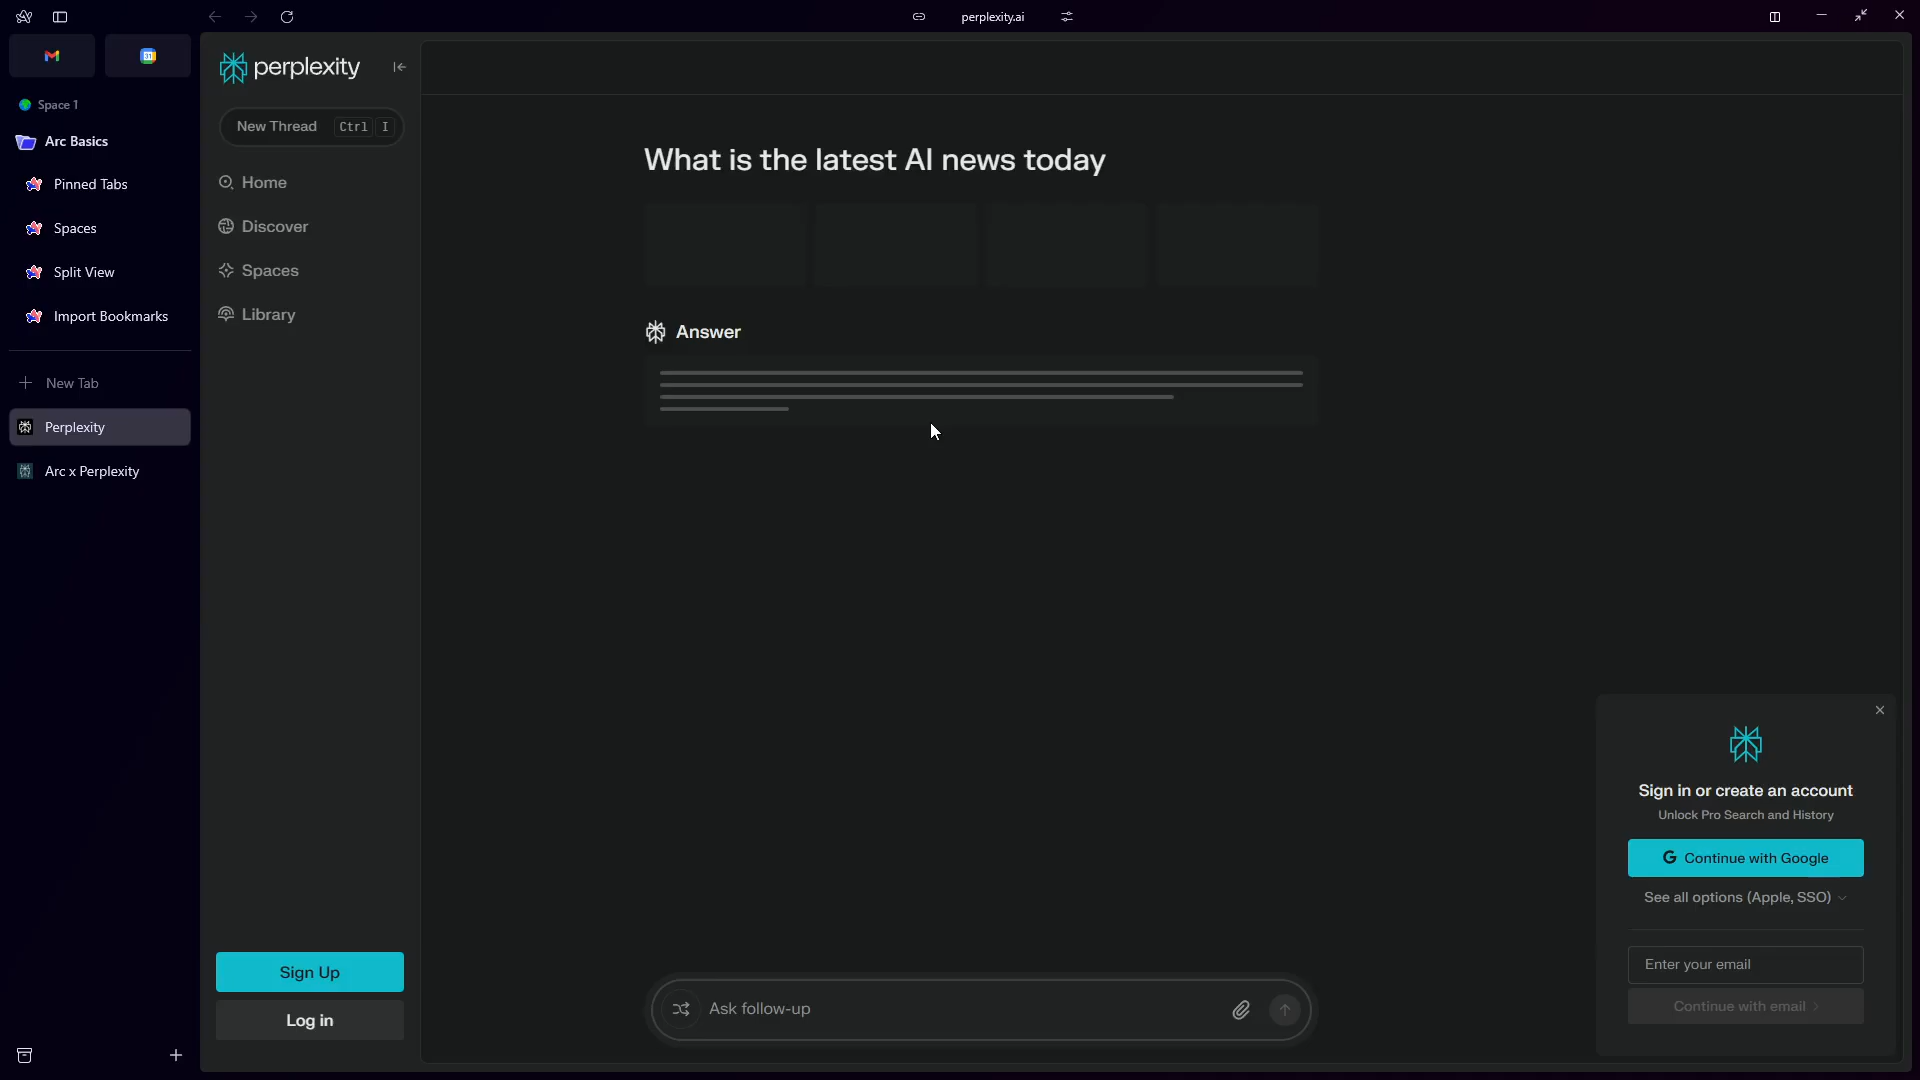 perplexity.ai
Space 1
Arc Basics
Pinned Tabs
Spaces
Split View
Import Bookmarks
New Tab
Perplexity
Arc x Perplexity
perplexity
New Thread Ctrl I
Home
Discover
Spaces
Library
Sign Up
Log in
What is the latest AI news today
Answer
Ask follow-up
Sign in or create an account
Unlock Pro Search and History
Continue with Google
See all options (Apple, SSO)
Enter your email
Continue with email